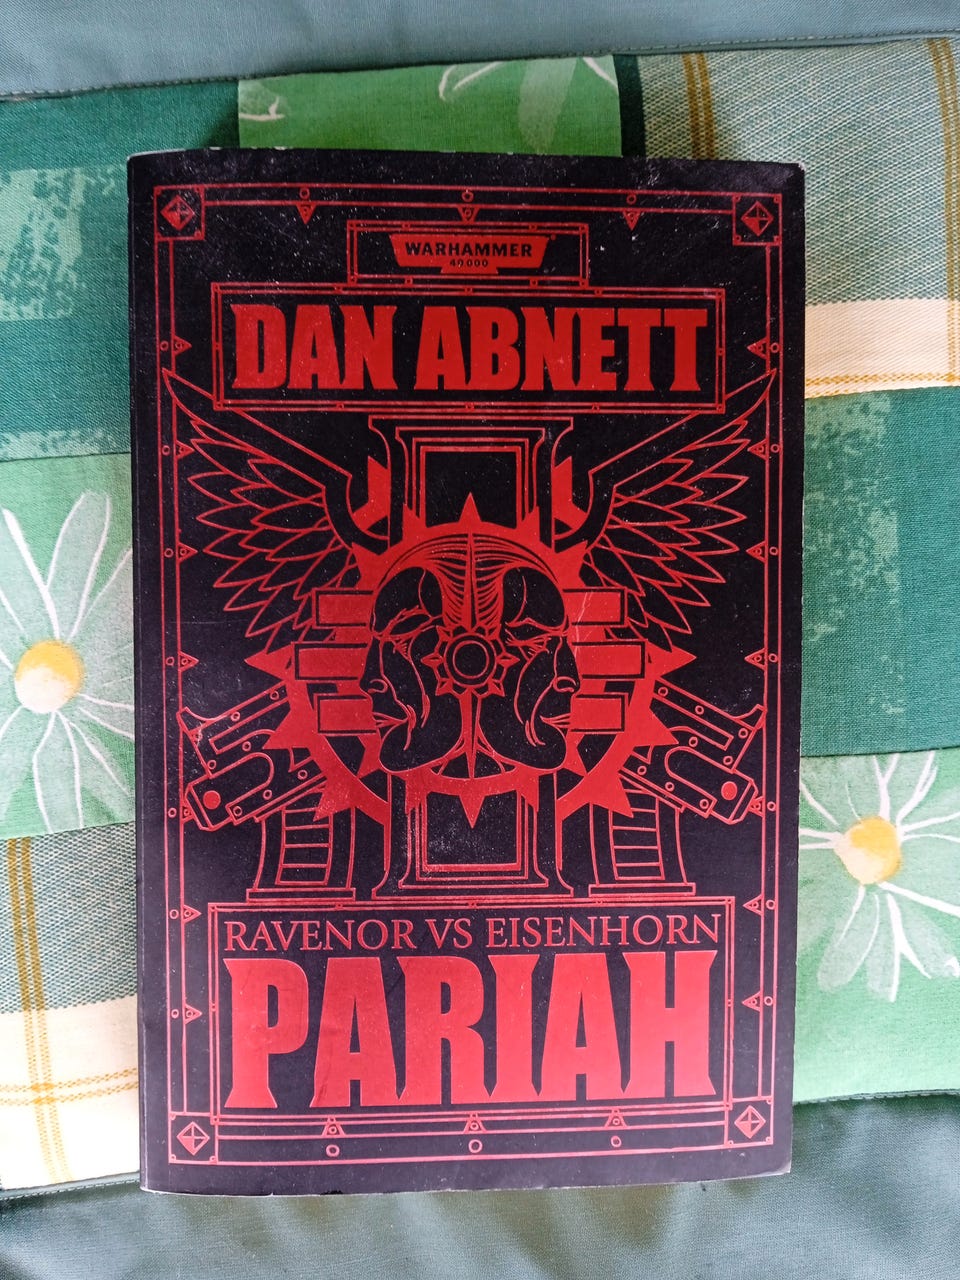 WARHAMMER
40,000
DAN ABNETT
RAVENOR VS EISENHORN
PARIAH